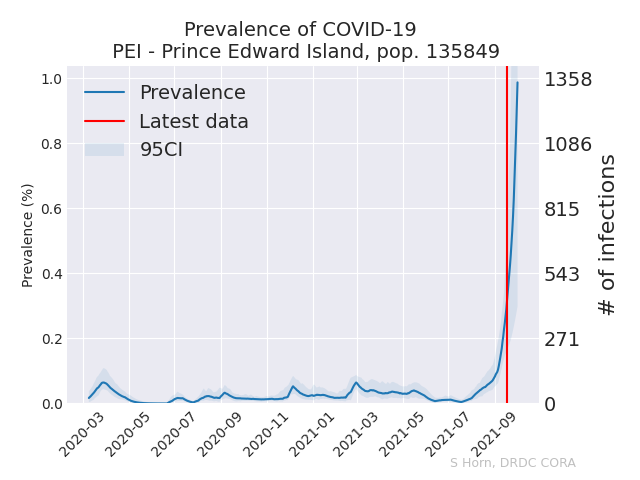 Prevalence of COVID-19
PEI - Prince Edward Island, pop. 135849
Prevalence
Latest data
95CI
Prevalence (%)
1.0
0.8
0.6
0.4
0.2
0.0
1358
1086
815
543
271
0
# of infections
2020-03
2020-05
2020-07
2020-09
2020-11
2021-01
2021-03
2021-05
2021-07
2021-09
S Horn, DRDC CORA